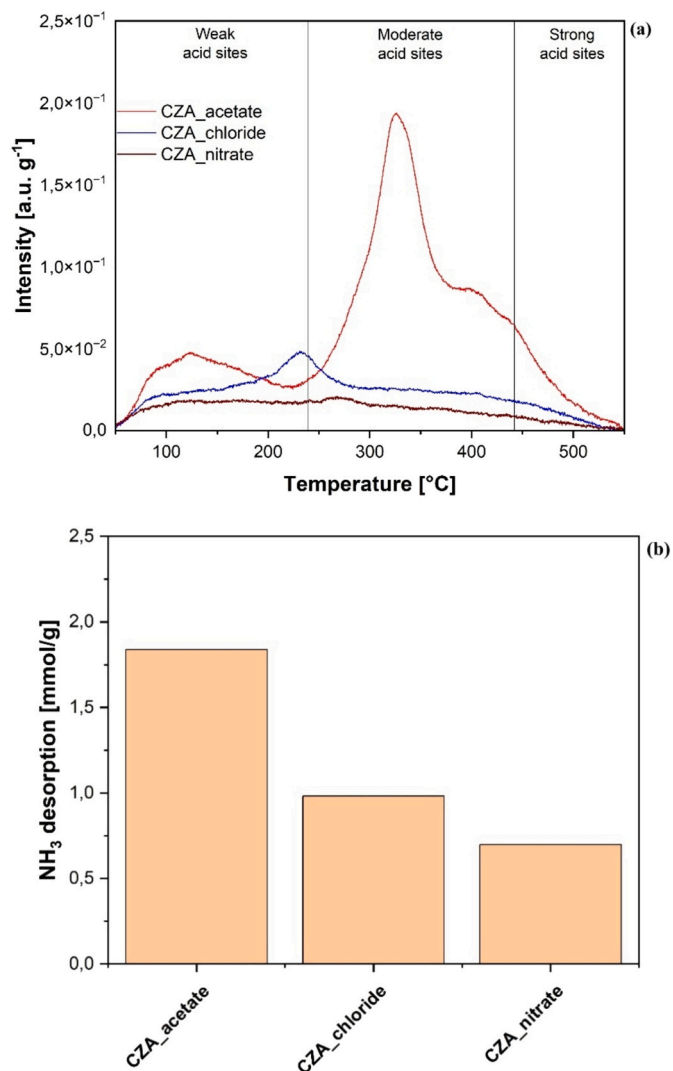 (a)
Weak
acid sites
Moderate
acid sites
Strong
acid sites
CZA_acetate
CZA_chloride
CZA_nitrate
Intensity [a.u. g⁻¹]
2,5×10⁻¹
2,0×10⁻¹
1,5×10⁻¹
1,0×10⁻¹
5,0×10⁻²
0,0
100 200 300 400 500
Temperature [°C]
(b)
NH₃ desorption [mmol/g]
2,5
2,0
1,5
1,0
0,5
0,0
CZA_acetate
CZA_chloride
CZA_nitrate